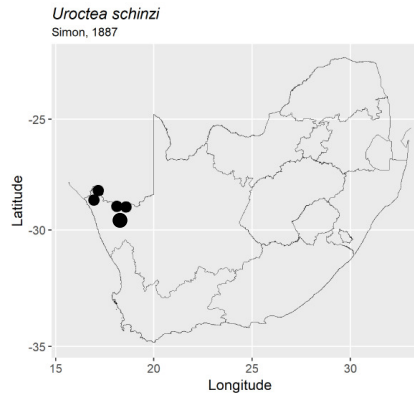 Uroctea schinzi
Simon, 1887
-25
-30
-35
Latitude
15 20 25 30
Longitude